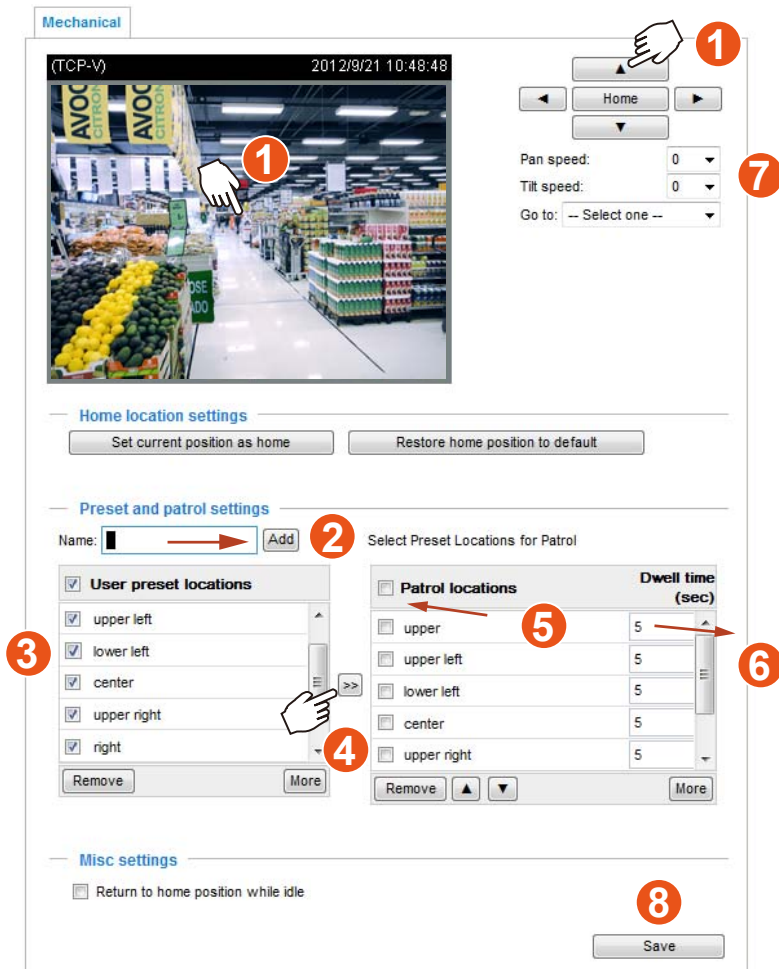 Mechanical
(TCP-V) 2012/9/21 10:48:48
AVOC
CITRON
AVOC
CITRON
1
1
▲
◄ Home ►
▼
Pan speed: 0
Tilt speed: 0
7
Go to: -- Select one --
Home location settings
Set current position as home
Restore home position to default
Preset and patrol settings
Name: Add 2
Select Preset Locations for Patrol
User preset locations
upper left
lower left
center
upper right
right
Remove More
3
>>
4
Patrol locations Dwell time (sec)
5
upper 5
upper left 5
lower left 5
center 5
upper right 5
6
Remove ▲ ▼ More
Misc settings
Return to home position while idle
8
Save